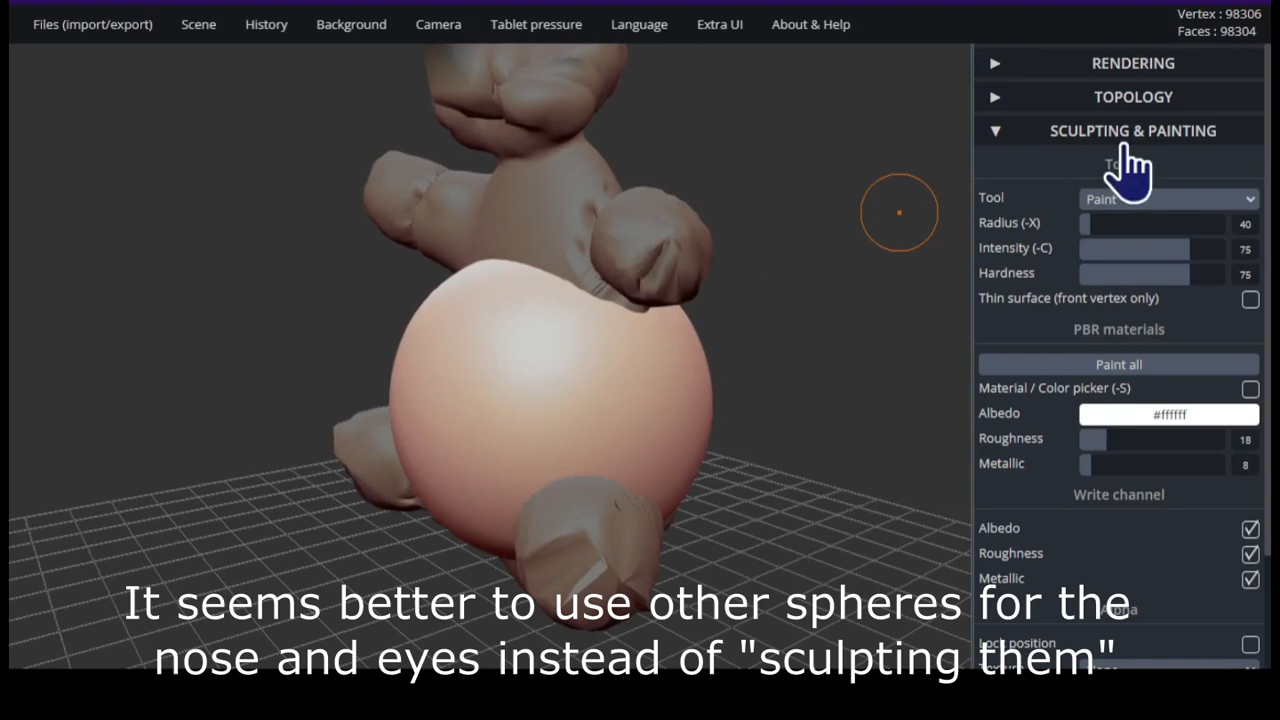 Files (import/export) Scene History Background Camera Tablet pressure Language Extra UI About & Help
Vertex : 98306
Faces : 98304
RENDERING
TOPOLOGY
SCULPTING & PAINTING
Tool Paint
Radius (-X) 40
Intensity (-C) 75
Hardness 75
Thin surface (front vertex only)
PBR materials
Paint all
Material / Color picker (-S)
Albedo #ffffff
Roughness 18
Metallic 8
Write channel
Albedo
Roughness
Metallic
Alpha
Lock position
It seems better to use other spheres for the
nose and eyes instead of "sculpting them"